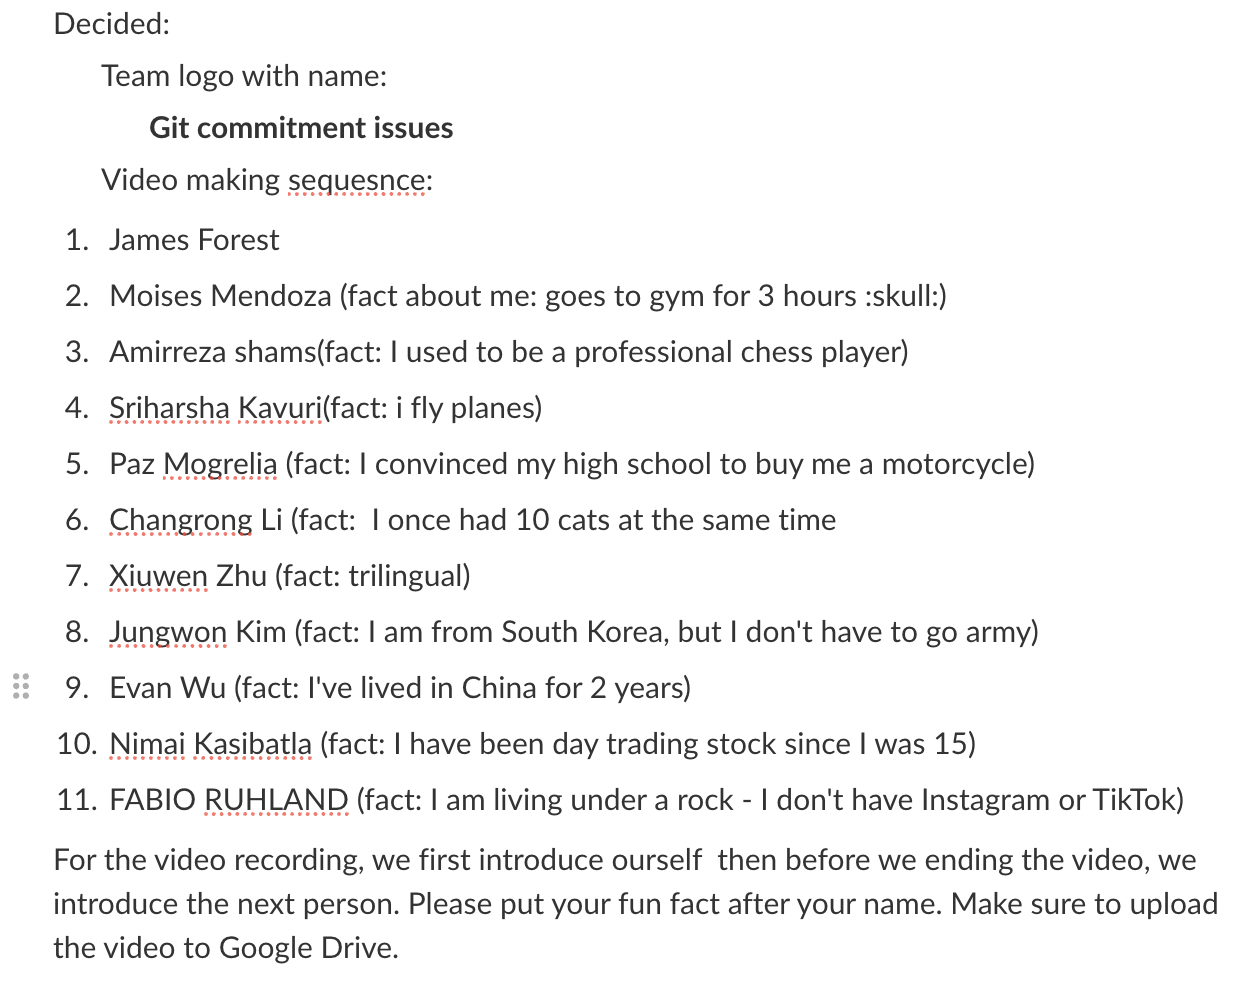 Decided:
Team logo with name:
Git commitment issues
Video making sequesnce:
1. James Forest
2. Moises Mendoza (fact about me: goes to gym for 3 hours :skull:)
3. Amirreza shams(fact: I used to be a professional chess player)
4. Sriharsha Kavuri(fact: i fly planes)
5. Paz Mogrelia (fact: I convinced my high school to buy me a motorcycle)
6. Changrong Li (fact:  I once had 10 cats at the same time
7. Xiuwen Zhu (fact: trilingual)
8. Jungwon Kim (fact: I am from South Korea, but I don't have to go army)
9. Evan Wu (fact: I've lived in China for 2 years)
10. Nimai Kasibatla (fact: I have been day trading stock since I was 15)
11. FABIO RUHLAND (fact: I am living under a rock - I don't have Instagram or TikTok)
For the video recording, we first introduce ourself  then before we ending the video, we
introduce the next person. Please put your fun fact after your name. Make sure to upload
the video to Google Drive.